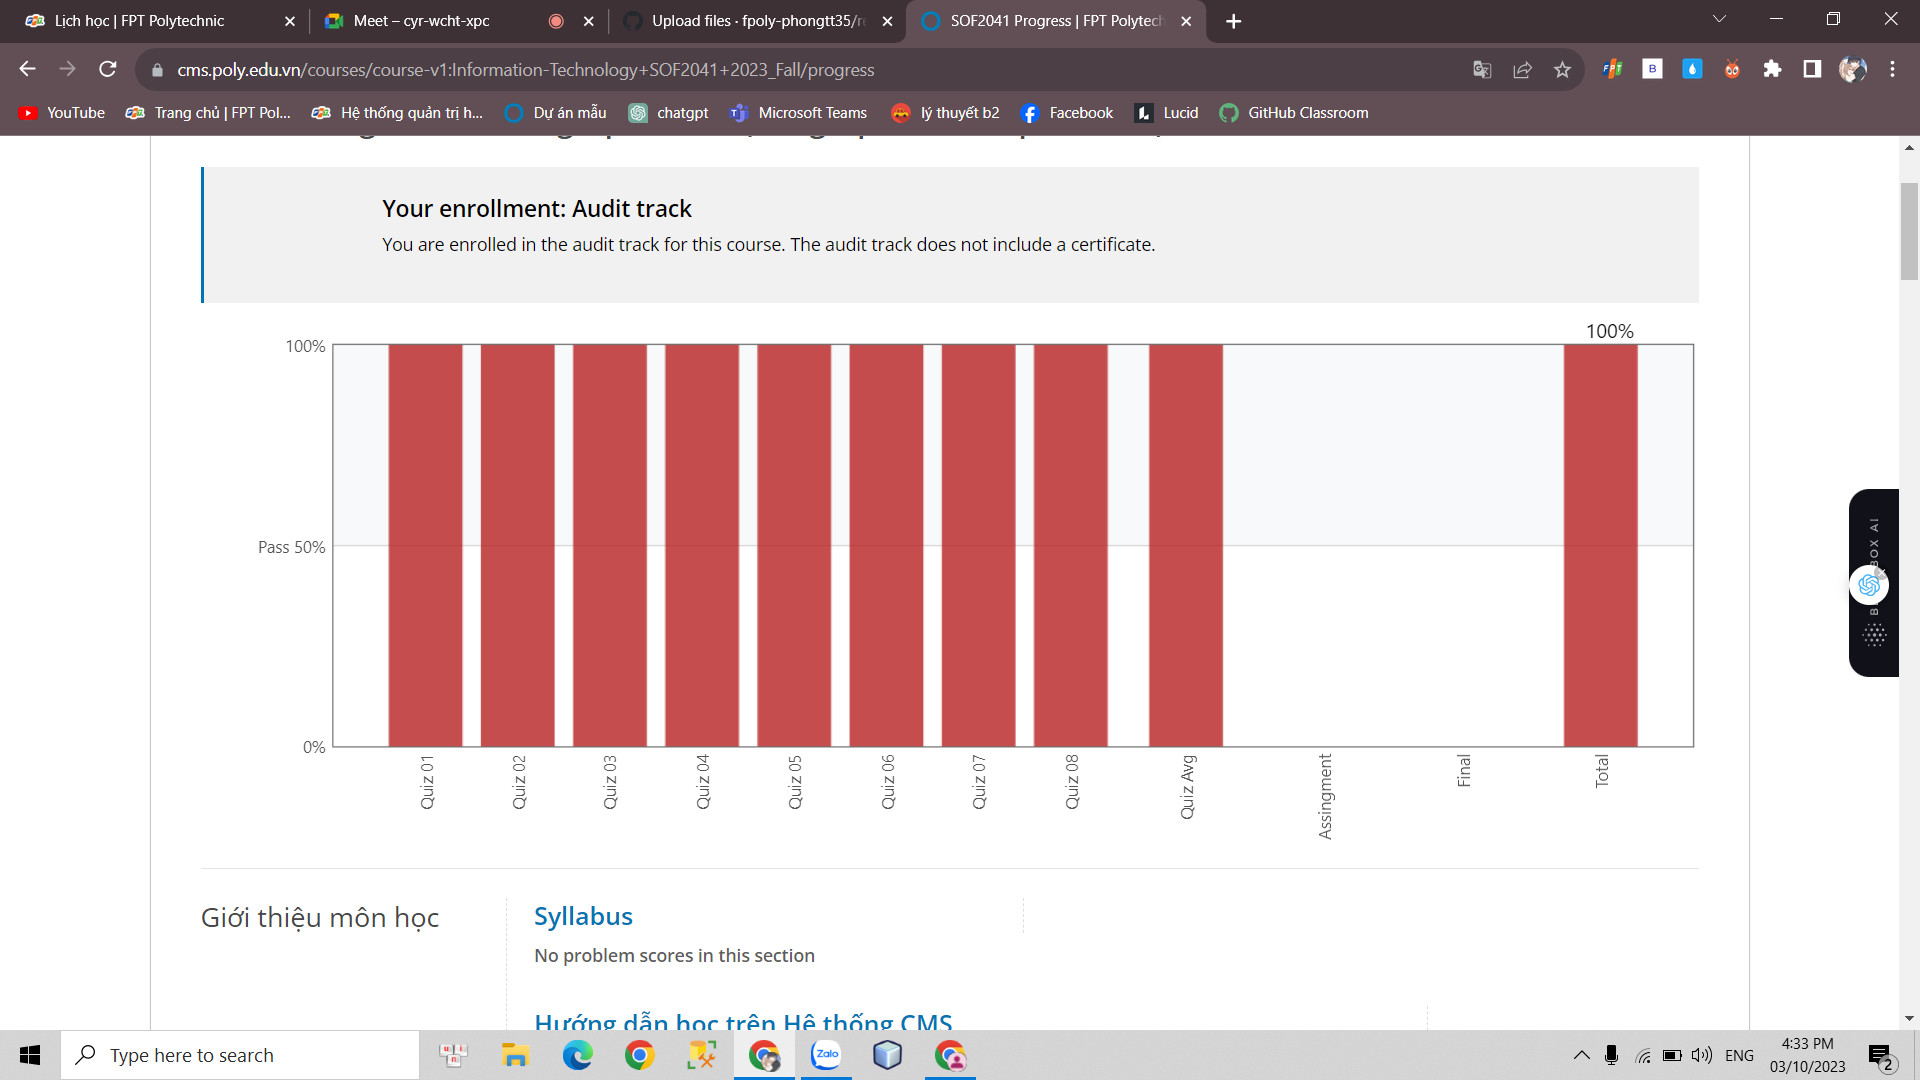 Lịch học | FPT Polytechnic
Meet – cyr-wcht-xpc
Upload files · fpoly-phongtt35/re
SOF2041 Progress | FPT Polytech
cms.poly.edu.vn/courses/course-v1:Information-Technology+SOF2041+2023_Fall/progress
FPT
B
YouTube
Trang chủ | FPT Pol...
Hệ thống quản trị h...
Dự án mẫu
chatgpt
Microsoft Teams
lý thuyết b2
Facebook
Lucid
GitHub Classroom
Your enrollment: Audit track
You are enrolled in the audit track for this course. The audit track does not include a certificate.
100%
100%
Pass 50%
0%
Quiz 01
Quiz 02
Quiz 03
Quiz 04
Quiz 05
Quiz 06
Quiz 07
Quiz 08
Quiz Avg
Assingment
Final
Total
BOX AI
Giới thiệu môn học
Syllabus
No problem scores in this section
Hướng dẫn học trên Hệ thống CMS
Type here to search
Zalo
ENG
4:33 PM
03/10/2023
2